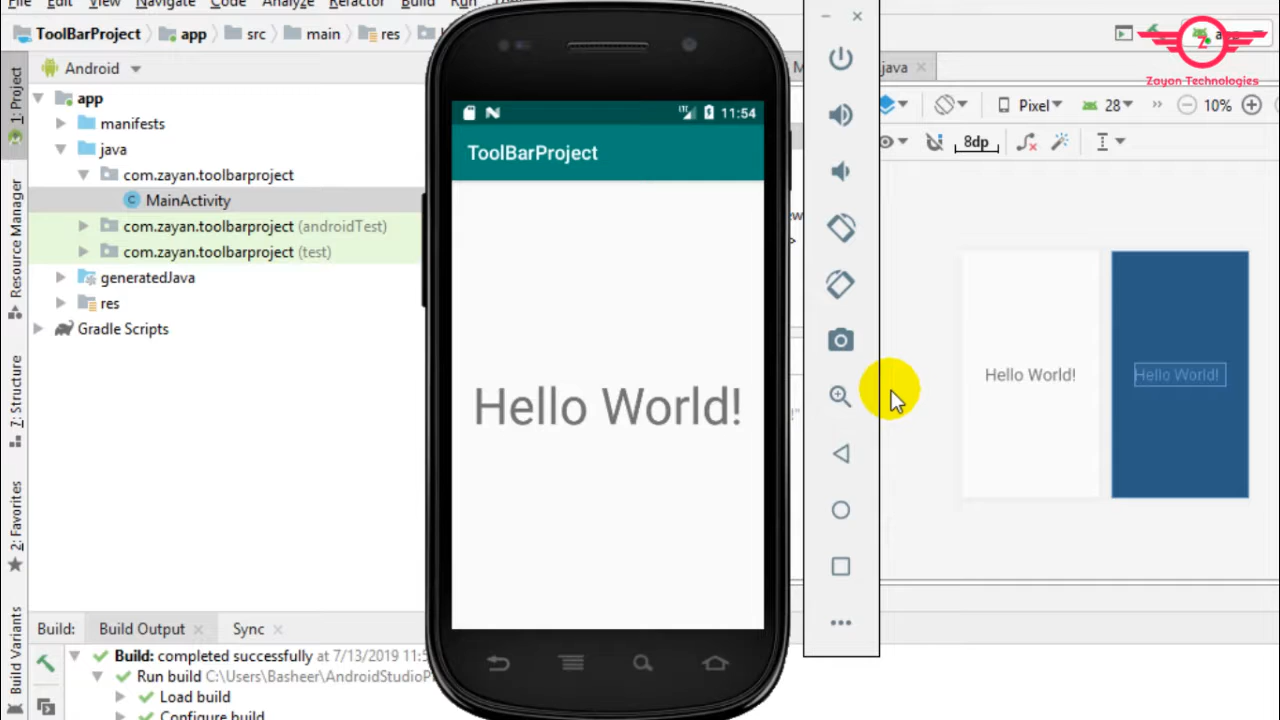 File Edit View Navigate Code Analyze Refactor Build Run
ToolBarProject app src main res
Zayan Technologies
1: Project
Android
java
app
manifests
java
com.zayan.toolbarproject
MainActivity
com.zayan.toolbarproject (androidTest)
com.zayan.toolbarproject (test)
generatedJava
res
Gradle Scripts
Resource Manager
7: Structure
2: Favorites
Build Variants
11:54
ToolBarProject
Hello World!
Pixel 28 10%
8dp
Hello World!
Hello World!
Build: Build Output Sync
Build: completed successfully at 7/13/2019 11:5
Run build C:\Users\Basheer\AndroidStudioP
Load build
Configure build